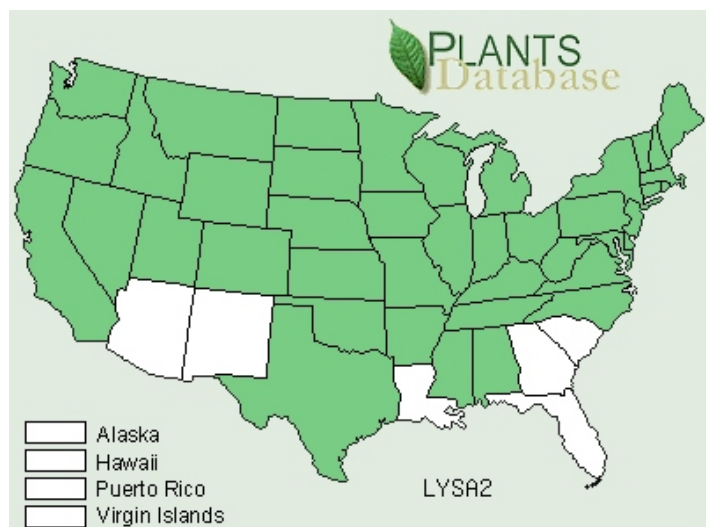 PLANTS
Database
Alaska
Hawaii
Puerto Rico
Virgin Islands
LYSA2